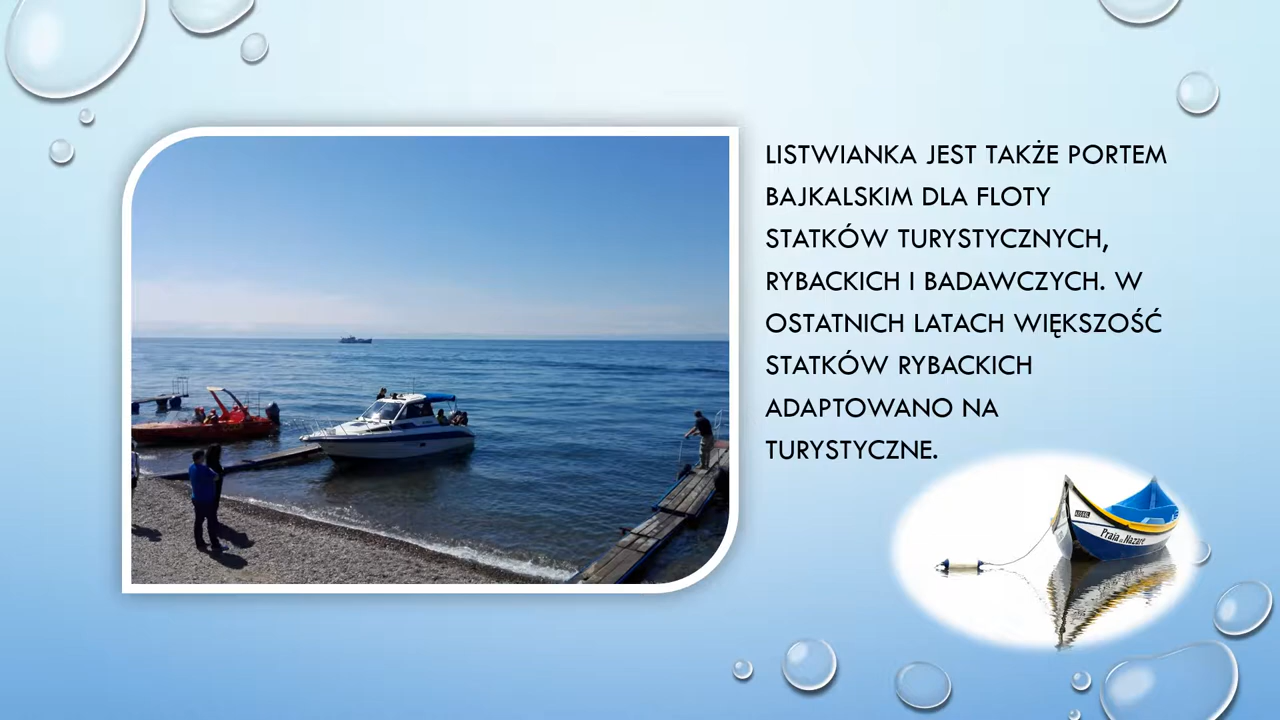 LISTWIANKA JEST TAKŻE PORTEM
BAJKALSKIM DLA FLOTY
STATKÓW TURYSTYCZNYCH,
RYBACKICH I BADAWCZYCH. W
OSTATNICH LATACH WIĘKSZOŚĆ
STATKÓW RYBACKICH
ADAPTOWANO NA
TURYSTYCZNE.
Praia da Nazaré